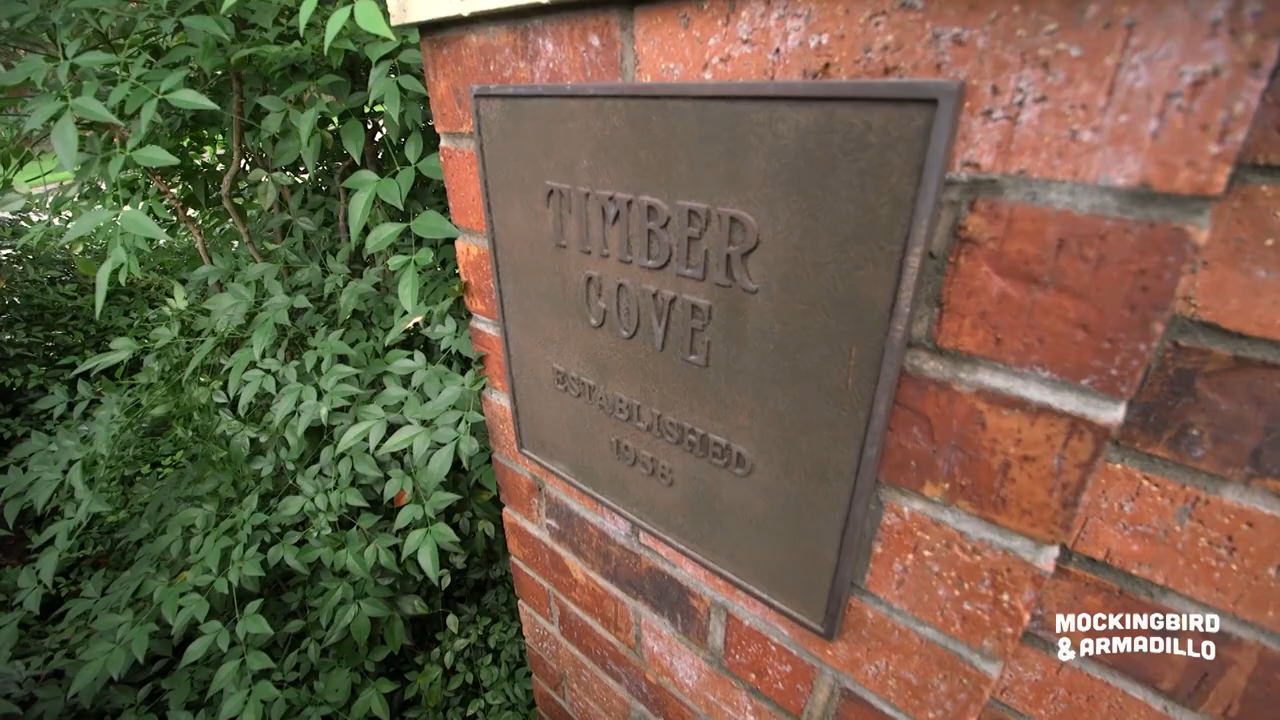 TIMBER
COVE
ESTABLISHED
1958
MOCKINGBIRD
& ARMADILLO